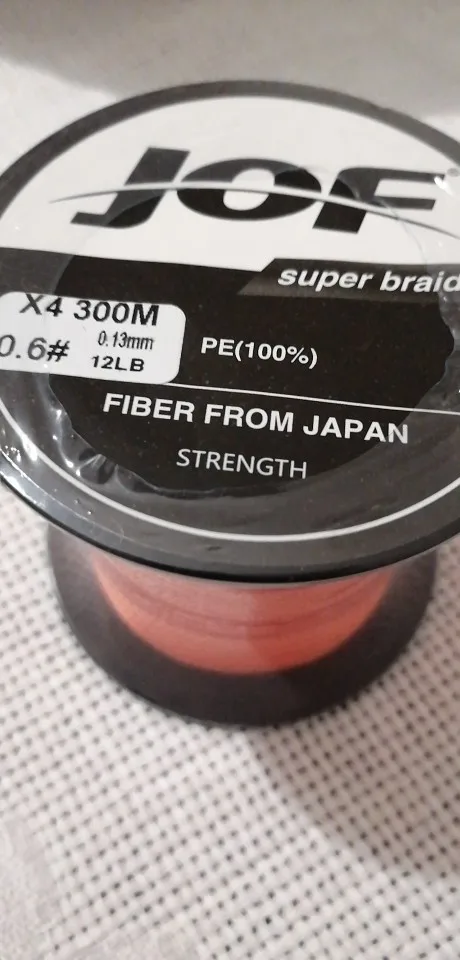 JOF
super braid
X4 300M
0.6# 0.13mm
12LB
PE(100%)
FIBER FROM JAPAN
STRENGTH